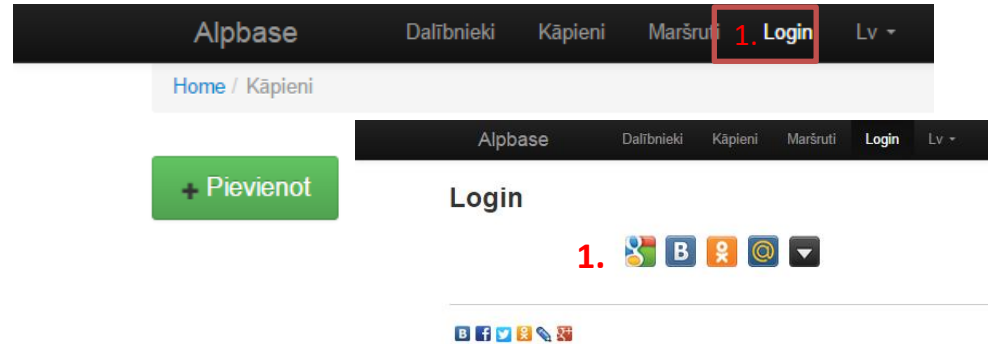 Alpbase Dalībnieki Kāpieni Maršruti 1. Login Lv
Home / Kāpieni
+ Pievienot
Alpbase Dalībnieki Kāpieni Maršruti Login Lv
Login
1. B @
B f